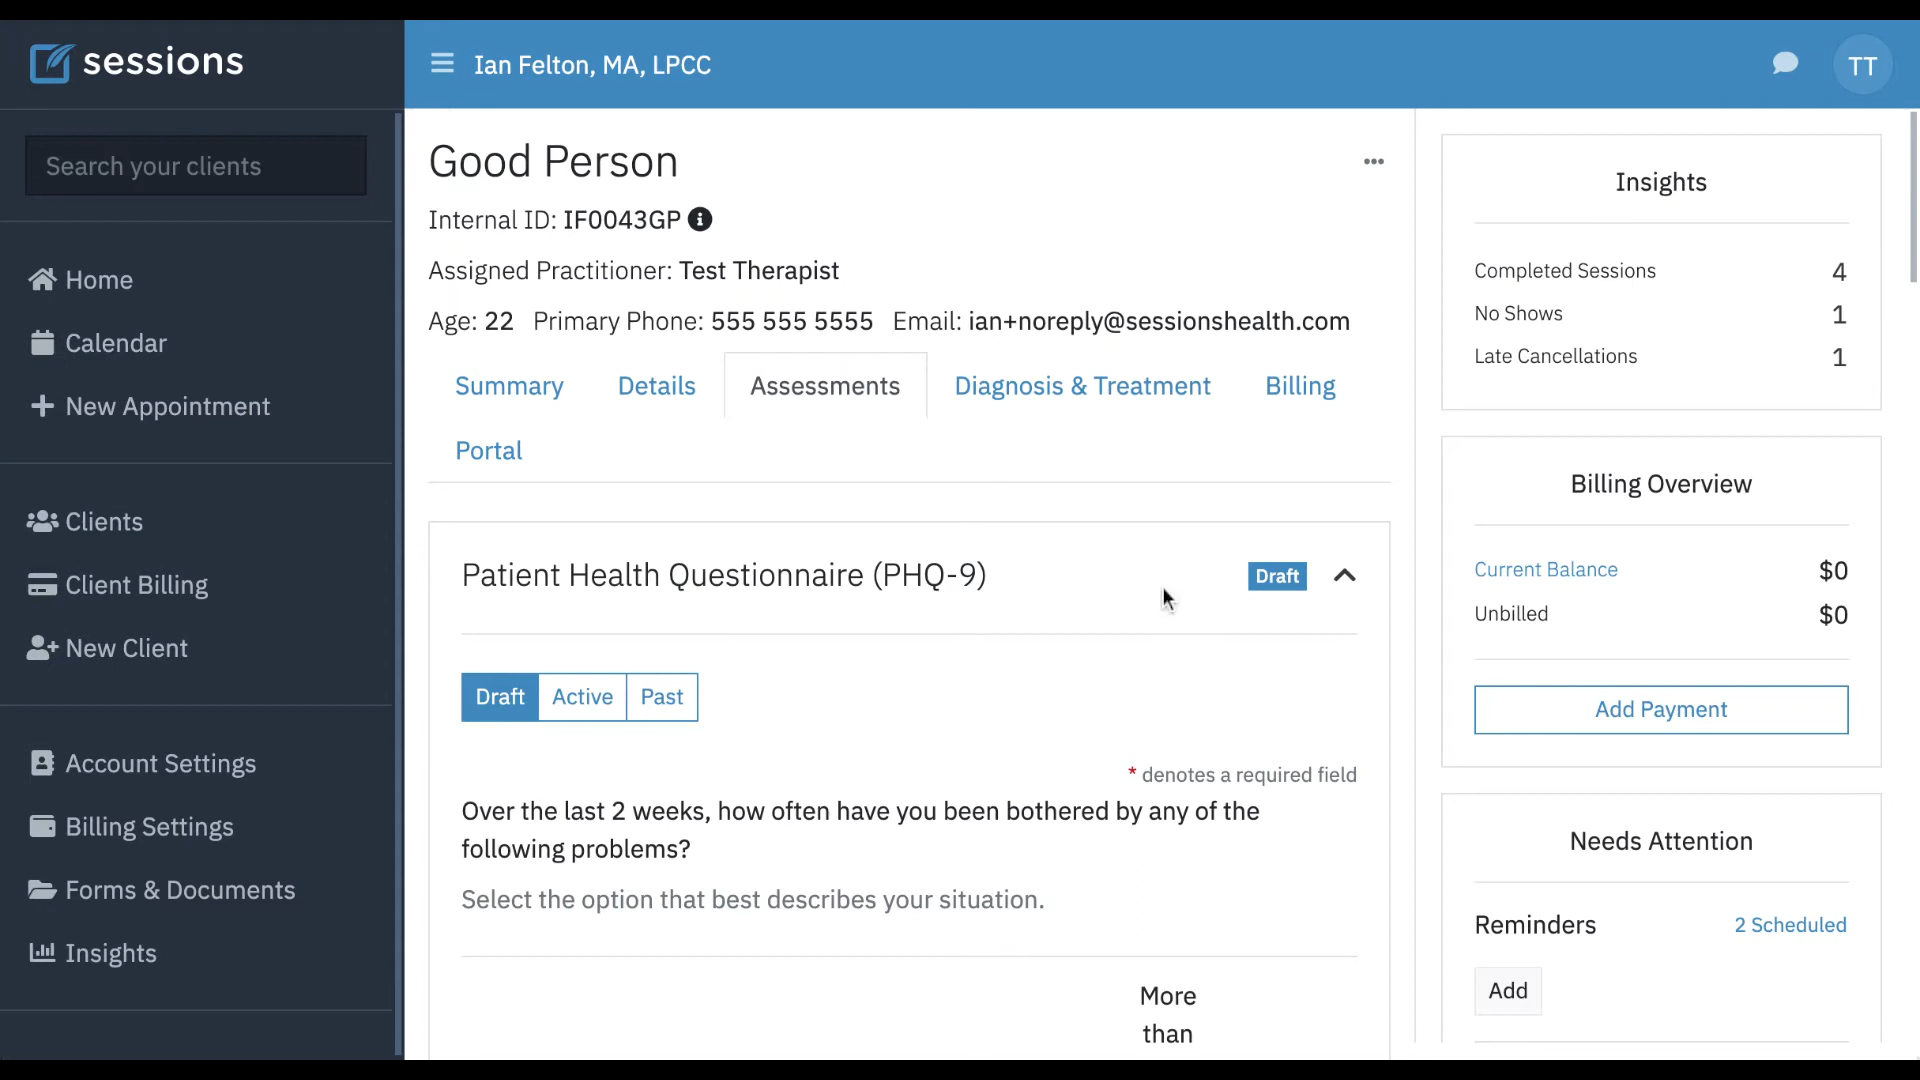 sessions
Ian Felton, MA, LPCC
TT
Search your clients
Home
Calendar
New Appointment
Clients
Client Billing
New Client
Account Settings
Billing Settings
Forms & Documents
Insights
Good Person
Internal ID: IF0043GP
Assigned Practitioner: Test Therapist
Age: 22 Primary Phone: 555 555 5555 Email: ian+noreply@sessionshealth.com
Summary Details Assessments Diagnosis & Treatment Billing
Portal
Patient Health Questionnaire (PHQ-9) Draft
Draft Active Past
* denotes a required field
Over the last 2 weeks, how often have you been bothered by any of the
following problems?
Select the option that best describes your situation.
More
than
Insights
Completed Sessions 4
No Shows 1
Late Cancellations 1
Billing Overview
Current Balance $0
Unbilled $0
Add Payment
Needs Attention
Reminders 2 Scheduled
Add